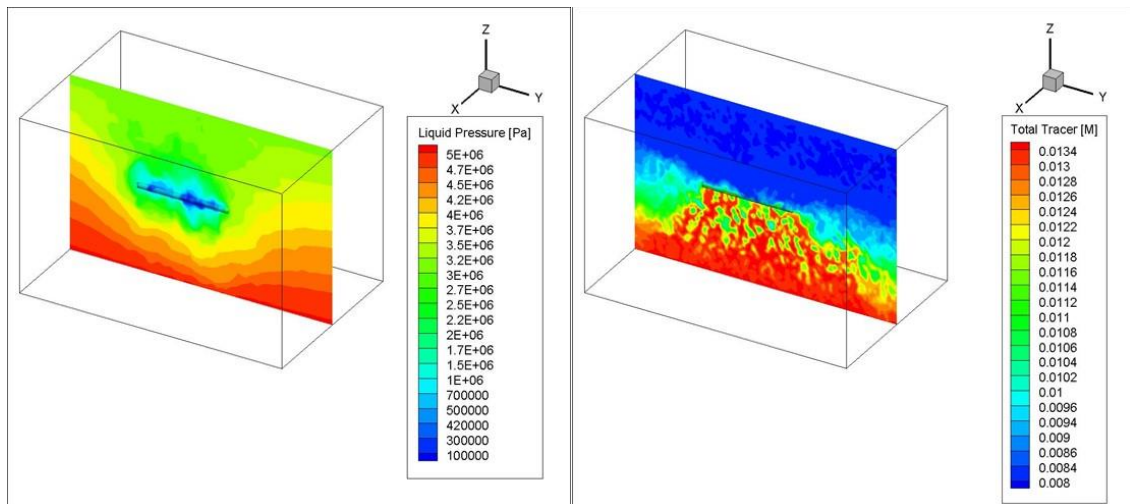 Z
X
Y
Liquid Pressure [Pa]
5E+06
4.7E+06
4.5E+06
4.2E+06
4E+06
3.7E+06
3.5E+06
3.2E+06
3E+06
2.7E+06
2.5E+06
2.2E+06
2E+06
1.7E+06
1.5E+06
1E+06
700000
500000
420000
300000
100000
Z
X
Y
Total Tracer [M]
0.0134
0.013
0.0128
0.0126
0.0124
0.0122
0.012
0.0118
0.0116
0.0114
0.0112
0.011
0.0108
0.0106
0.0104
0.0102
0.01
0.0096
0.0094
0.009
0.0086
0.0084
0.008